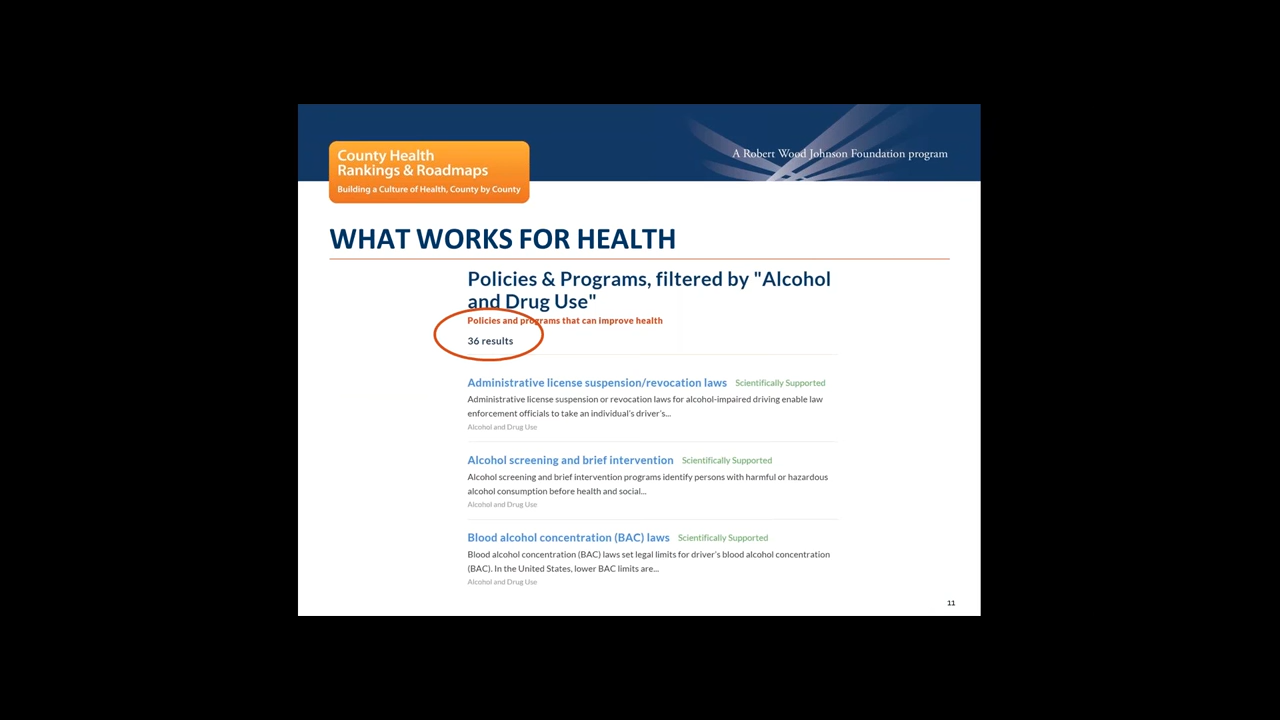 A Robert Wood Johnson Foundation program
County Health
Rankings & Roadmaps
Building a Culture of Health, County by County
WHAT WORKS FOR HEALTH
Policies & Programs, filtered by "Alcohol
and Drug Use"
Policies and programs that can improve health
36 results
Administrative license suspension/revocation laws Scientifically Supported
Administrative license suspension or revocation laws for alcohol-impaired driving enable law
enforcement officials to take an individual's driver's...
Alcohol and Drug Use
Alcohol screening and brief intervention Scientifically Supported
Alcohol screening and brief intervention programs identify persons with harmful or hazardous
alcohol consumption before health and social...
Alcohol and Drug Use
Blood alcohol concentration (BAC) laws Scientifically Supported
Blood alcohol concentration (BAC) laws set legal limits for driver's blood alcohol concentration
(BAC). In the United States, lower BAC limits are...
Alcohol and Drug Use
11